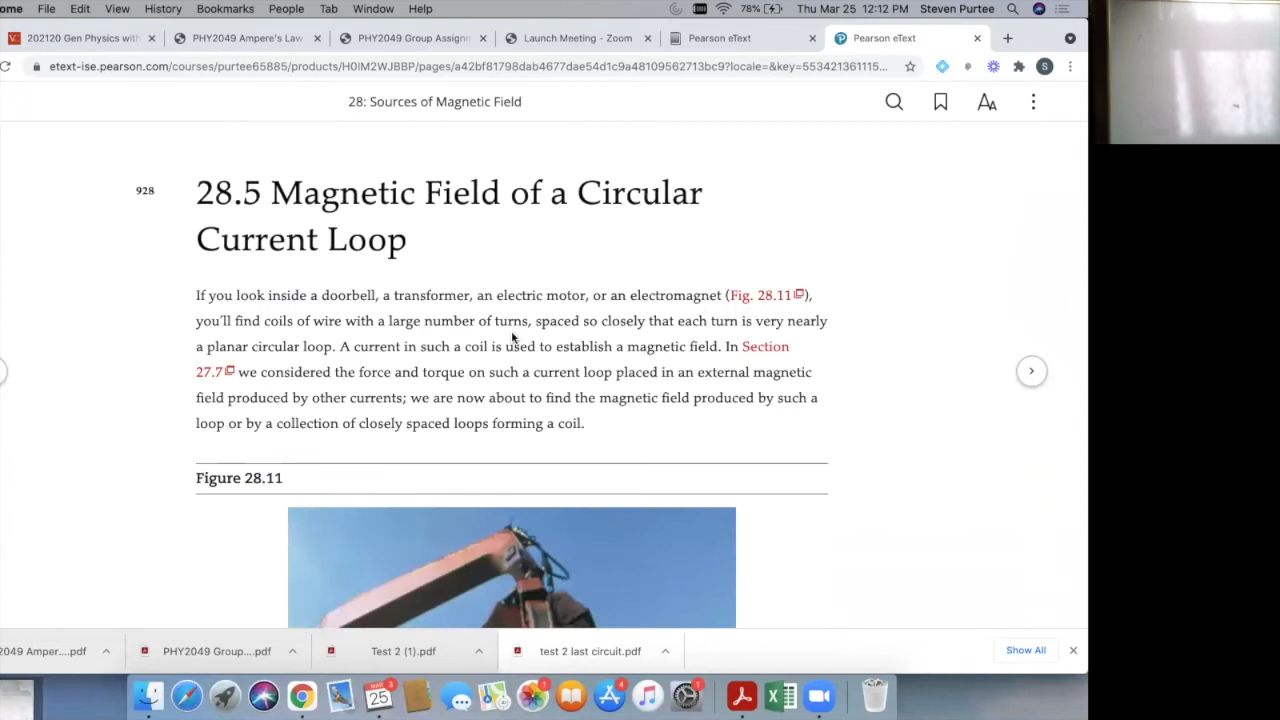 ome File Edit View History Bookmarks People Tab Window Help 78% Thu Mar 25 12:12 PM Steven Purtee
202120 Gen Physics with PHY2049 Ampere's Law PHY2049 Group Assign Launch Meeting - Zoom Pearson eText Pearson eText
etext-ise.pearson.com/courses/purtee65885/products/H0IM2WJBBP/pages/a42bf81798dab4677dae54d1c9a48109562713bc9?locale=&key=553421361115... S
28: Sources of Magnetic Field
928
28.5 Magnetic Field of a Circular
Current Loop
If you look inside a doorbell, a transformer, an electric motor, or an electromagnet (Fig. 28.11),
you'll find coils of wire with a large number of turns, spaced so closely that each turn is very nearly
a planar circular loop. A current in such a coil is used to establish a magnetic field. In Section
27.7 we considered the force and torque on such a current loop placed in an external magnetic
field produced by other currents; we are now about to find the magnetic field produced by such a
loop or by a collection of closely spaced loops forming a coil.
Figure 28.11
2049 Amper....pdf PHY2049 Group....pdf Test 2 (1).pdf test 2 last circuit.pdf Show All
MAR 25 3 1 4 1